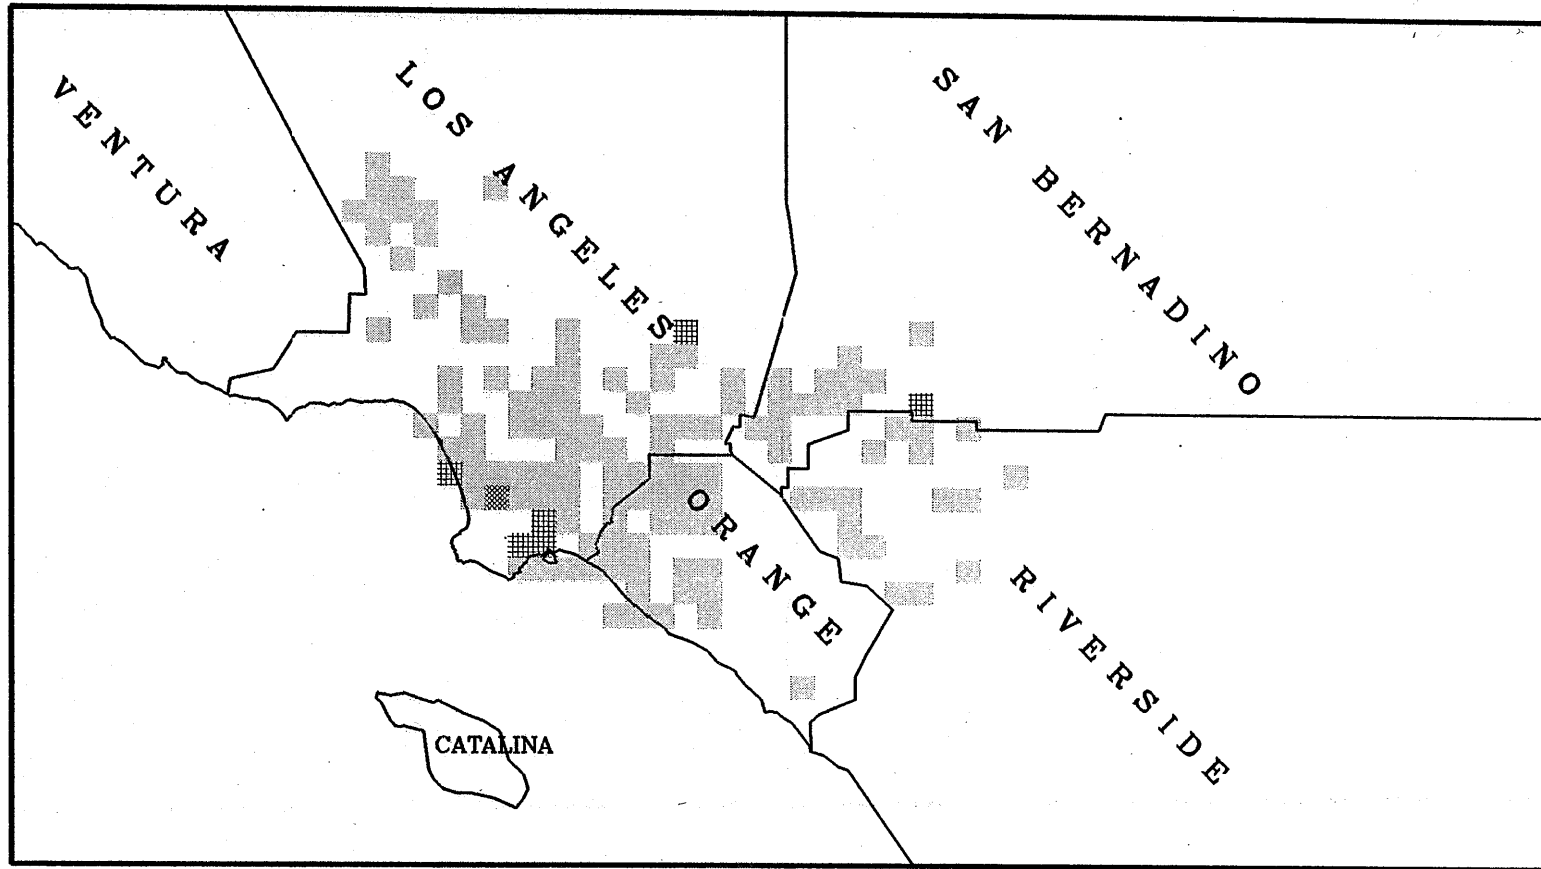 VENTURA
LOS ANGELES
SAN BERNADINO
ORANGE
RIVERSIDE
CATALINA